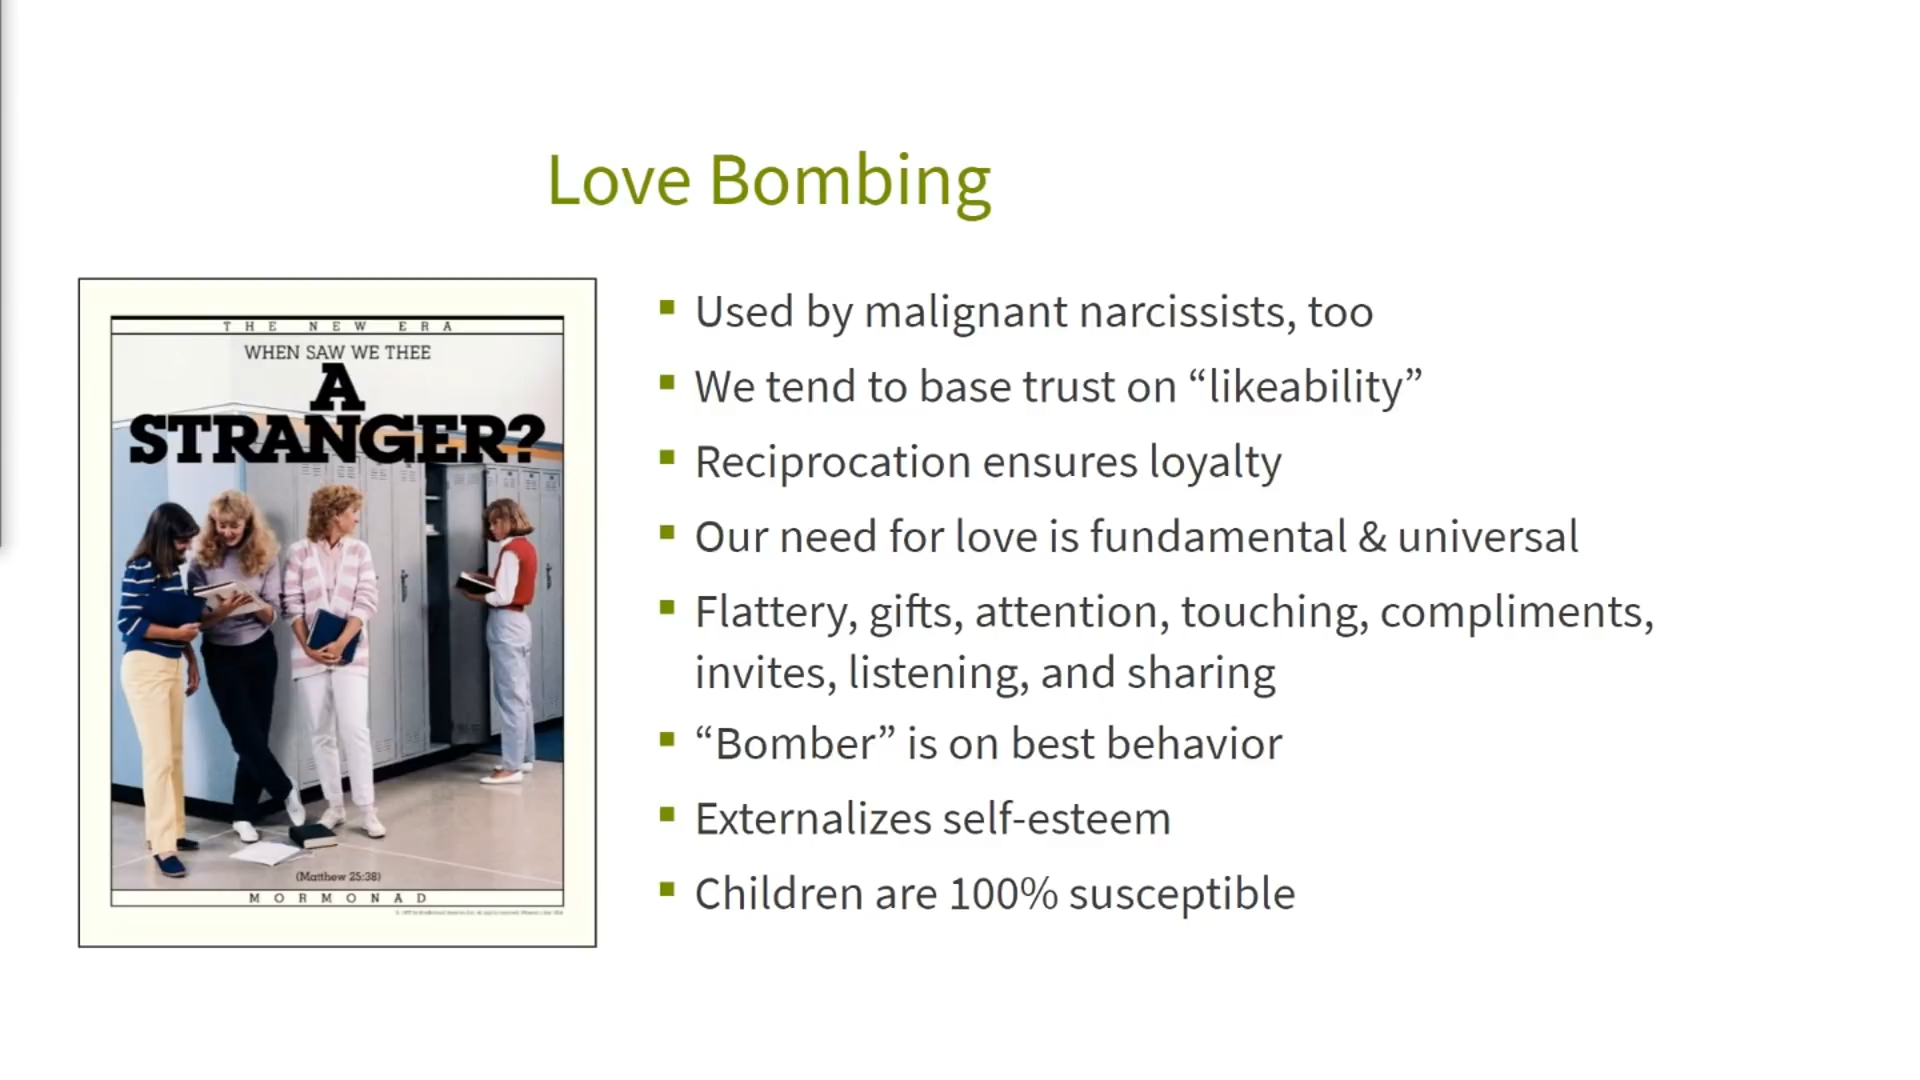 Love Bombing
THE NEW ERA
WHEN SAW WE THEE
A
STRANGER?
(Matthew 25:38)
MORMONAD
Used by malignant narcissists, too
We tend to base trust on “likeability”
Reciprocation ensures loyalty
Our need for love is fundamental & universal
Flattery, gifts, attention, touching, compliments,
invites, listening, and sharing
“Bomber” is on best behavior
Externalizes self-esteem
Children are 100% susceptible